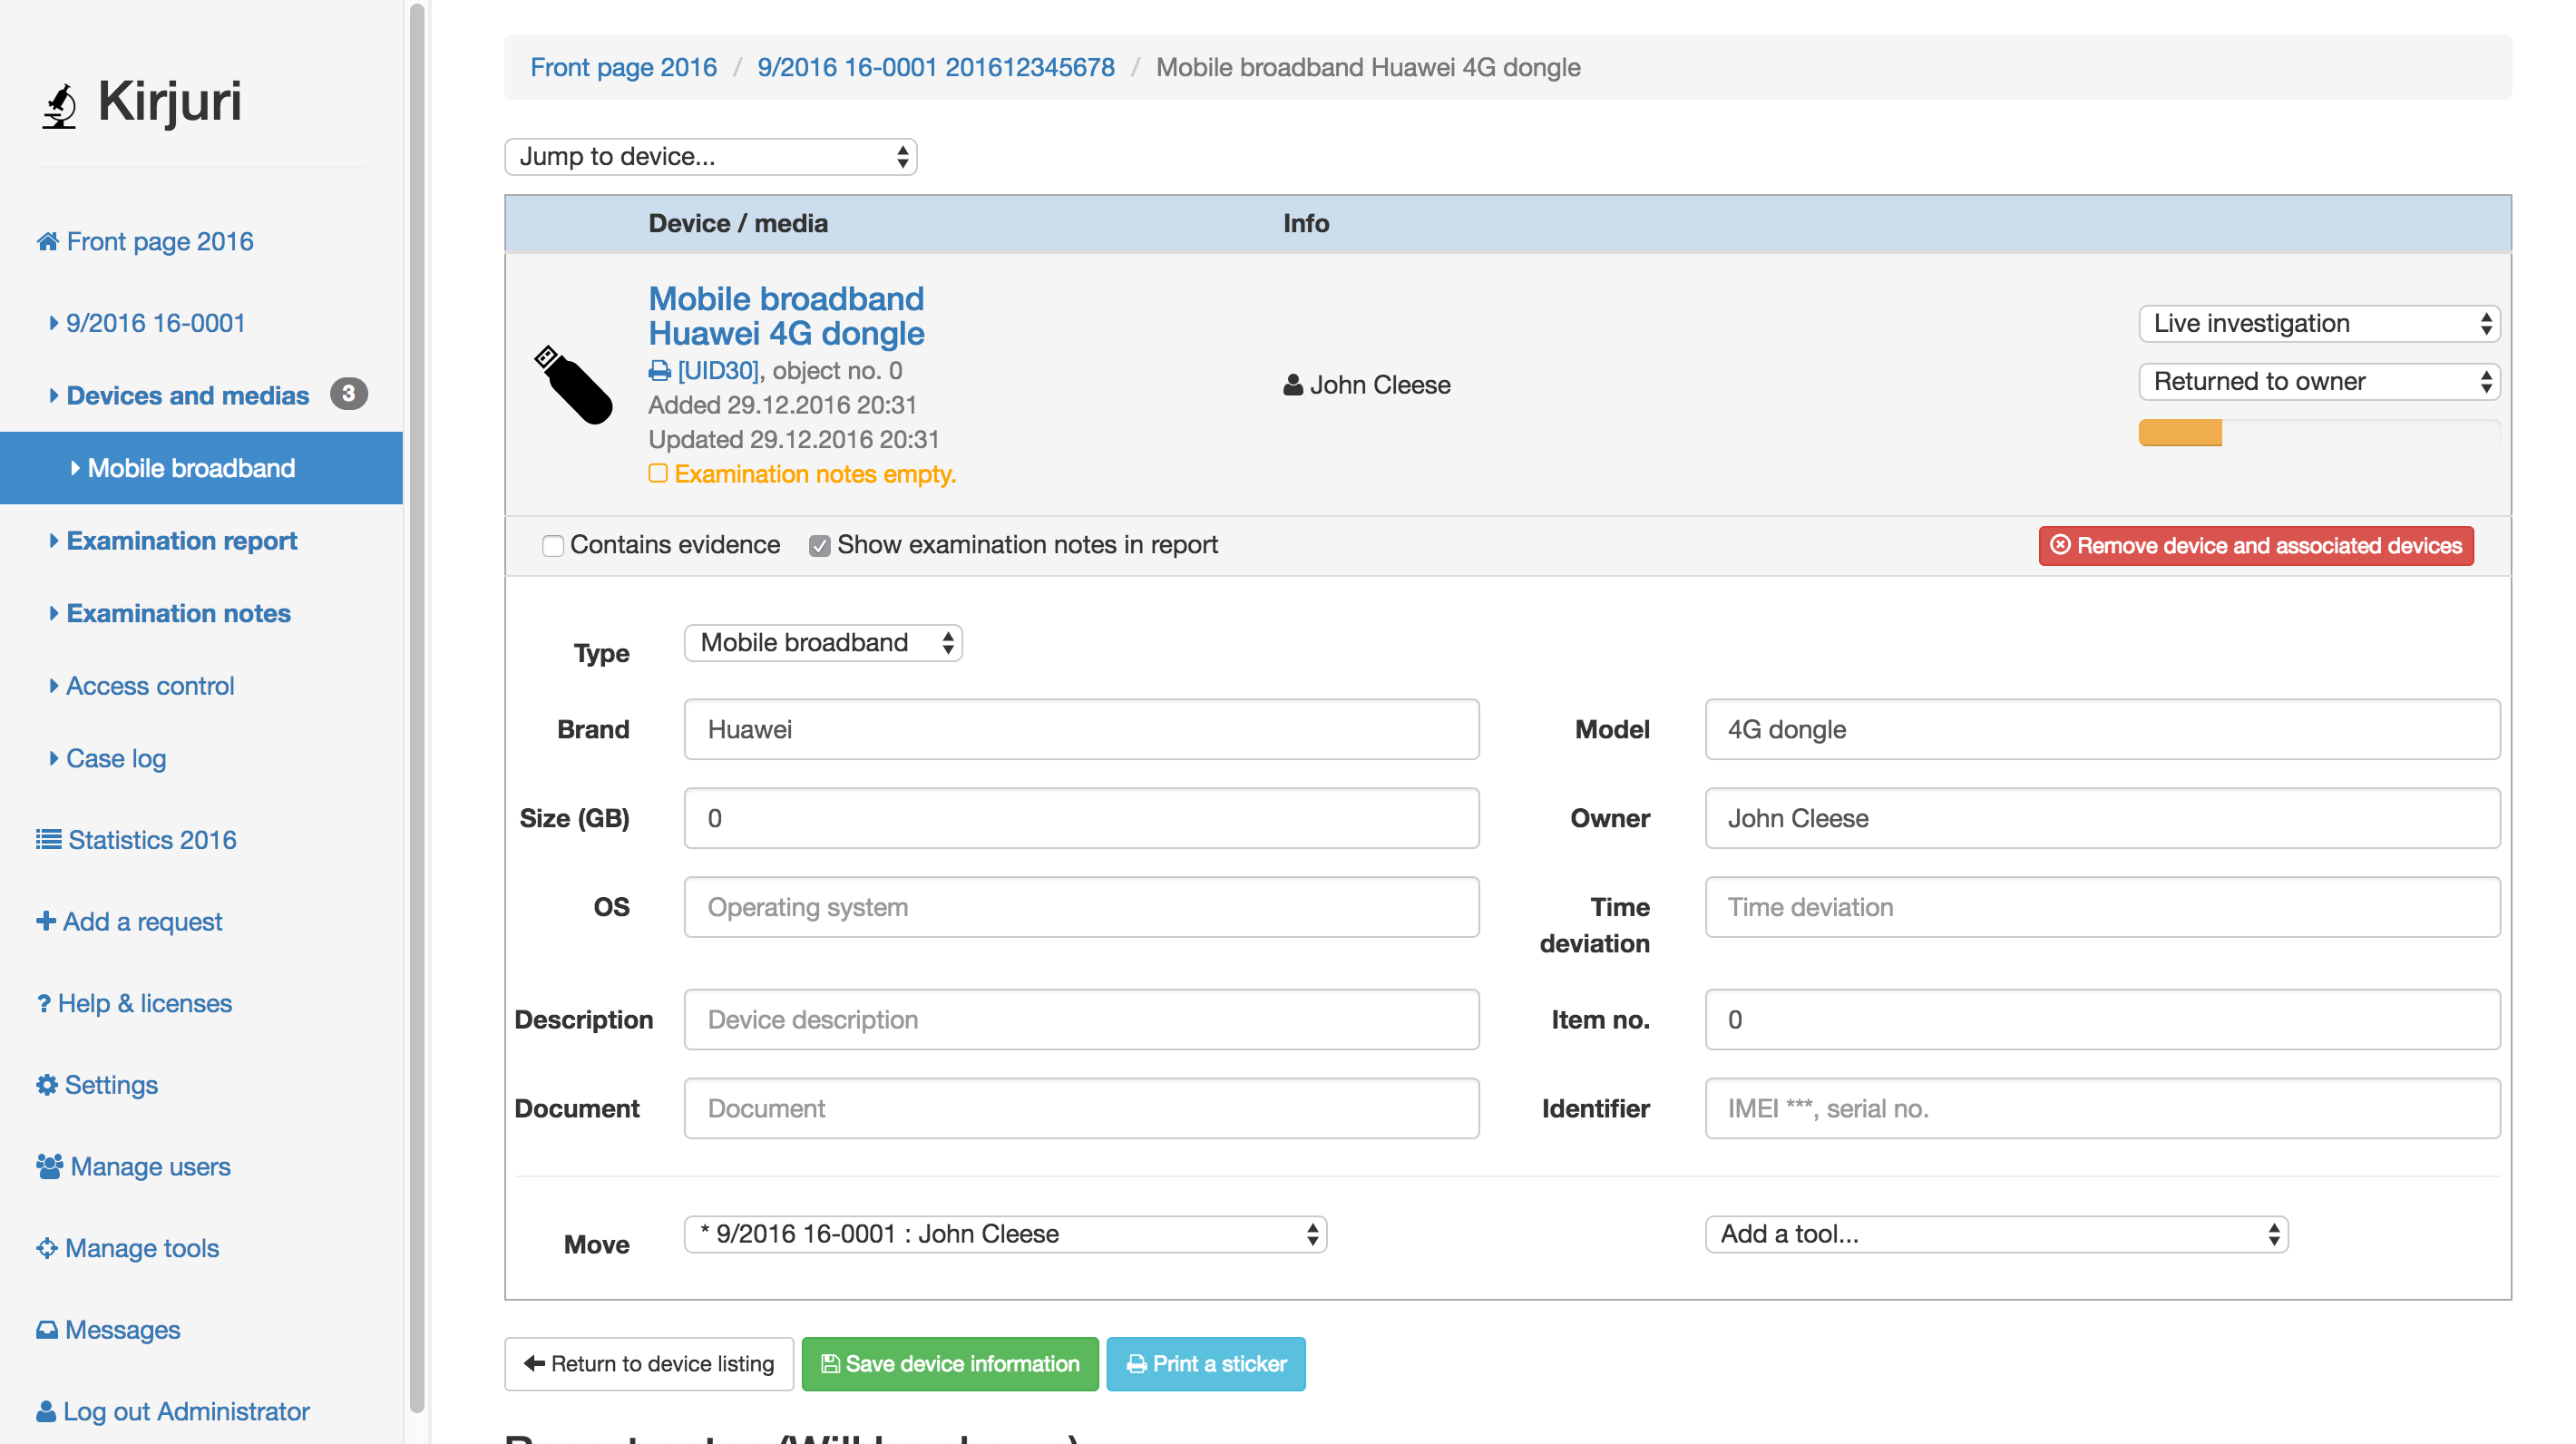 Kirjuri
Front page 2016
9/2016 16-0001
Devices and medias 3
Mobile broadband
Examination report
Examination notes
Access control
Case log
Statistics 2016
Add a request
? Help & licenses
Settings
Manage users
Manage tools
Messages
Log out Administrator
Front page 2016 / 9/2016 16-0001 201612345678 / Mobile broadband Huawei 4G dongle
Jump to device...
Device / media Info
Mobile broadband
Huawei 4G dongle
[UID30], object no. 0
Added 29.12.2016 20:31
Updated 29.12.2016 20:31
Examination notes empty.
John Cleese
Live investigation
Returned to owner
Contains evidence Show examination notes in report Remove device and associated devices
Type Mobile broadband
Brand Huawei Model 4G dongle
Size (GB) 0 Owner John Cleese
OS Operating system Time deviation Time deviation
Description Device description Item no. 0
Document Document Identifier IMEI ***, serial no.
Move * 9/2016 16-0001 : John Cleese Add a tool...
Return to device listing Save device information Print a sticker